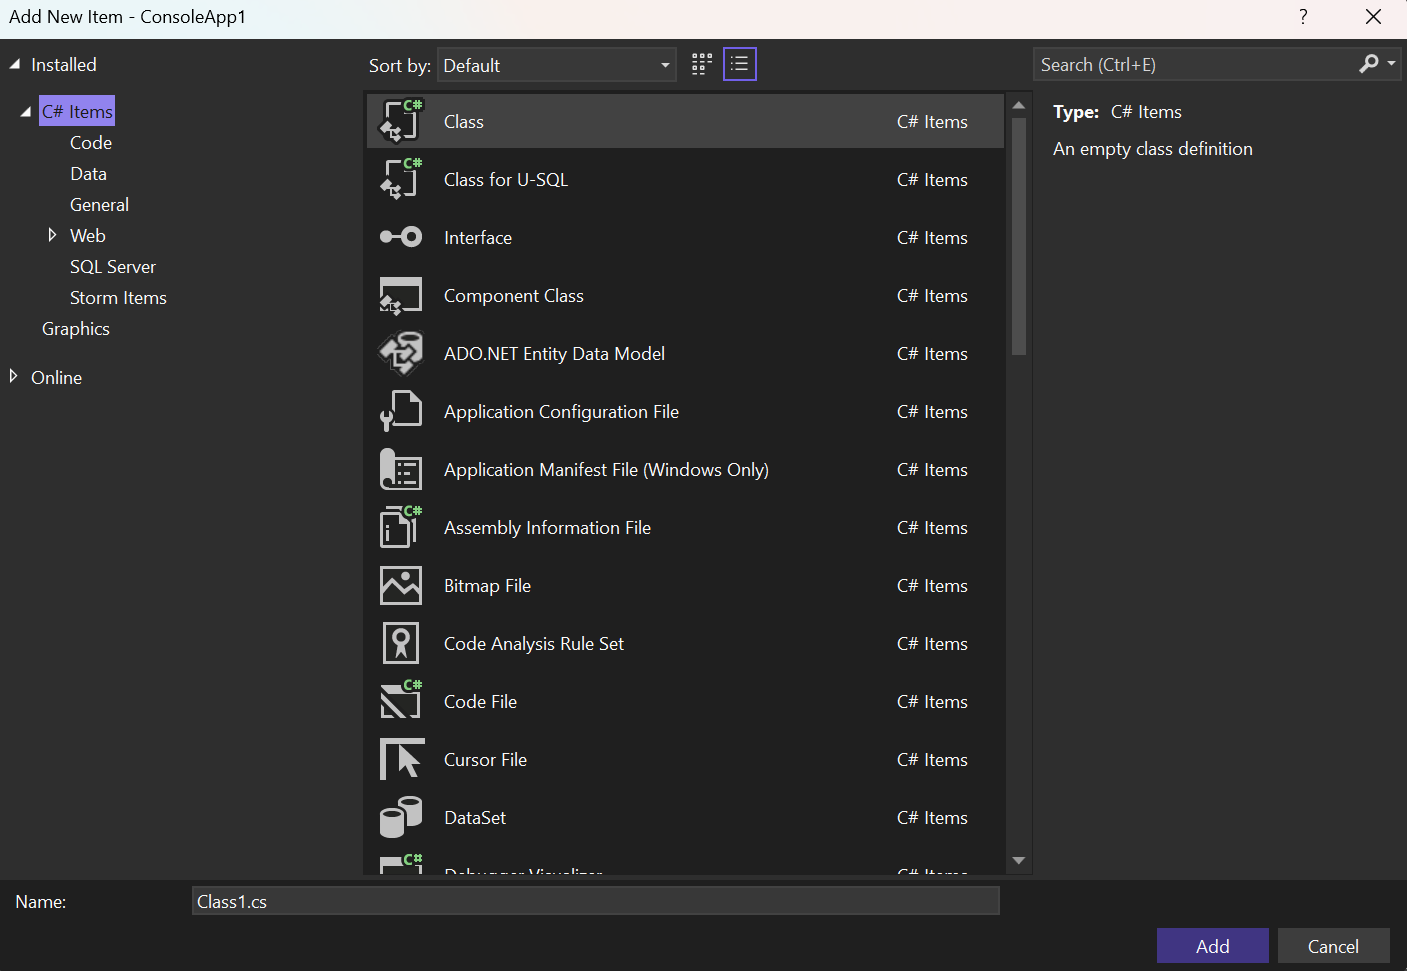 Add New Item - ConsoleApp1
?
Installed
Sort by: Default
Search (Ctrl+E)
C# Items
Code
Data
General
Web
SQL Server
Storm Items
Graphics
Online
C# Class C# Items
C# Class for U-SQL C# Items
Interface C# Items
Component Class C# Items
ADO.NET Entity Data Model C# Items
Application Configuration File C# Items
Application Manifest File (Windows Only) C# Items
C# Assembly Information File C# Items
Bitmap File C# Items
Code Analysis Rule Set C# Items
C# Code File C# Items
Cursor File C# Items
DataSet C# Items
C# Debugger Visualizer C# Items
Type: C# Items
An empty class definition
Name: Class1.cs
Add Cancel